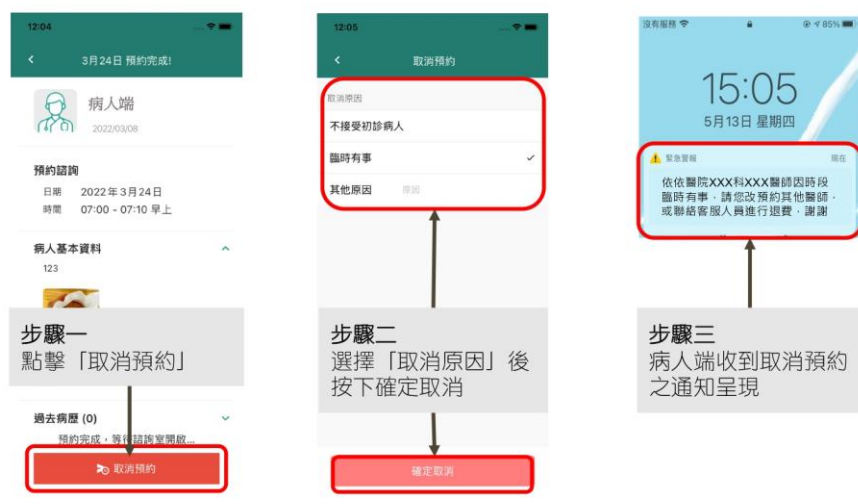 12:04
3月24日 預約完成!
病人端
2022/03/08
預約諮詢
日期 2022年3月24日
時間 07:00 - 07:10 早上
病人基本資料
123
步驟一
點擊「取消預約」
過去病歷 (0)
預約完成，等待諮詢室開啟...
取消預約
12:05
取消預約
取消原因
不接受初診病人
臨時有事
其他原因 原因
步驟二
選擇「取消原因」後
按下確定取消
確定取消
沒有服務 85%
15:05
5月13日 星期四
緊急警報 現在
依依醫院XXX科XXX醫師因時段
臨時有事，請您改預約其他醫師，
或聯絡客服人員進行退費，謝謝
步驟三
病人端收到取消預約
之通知呈現